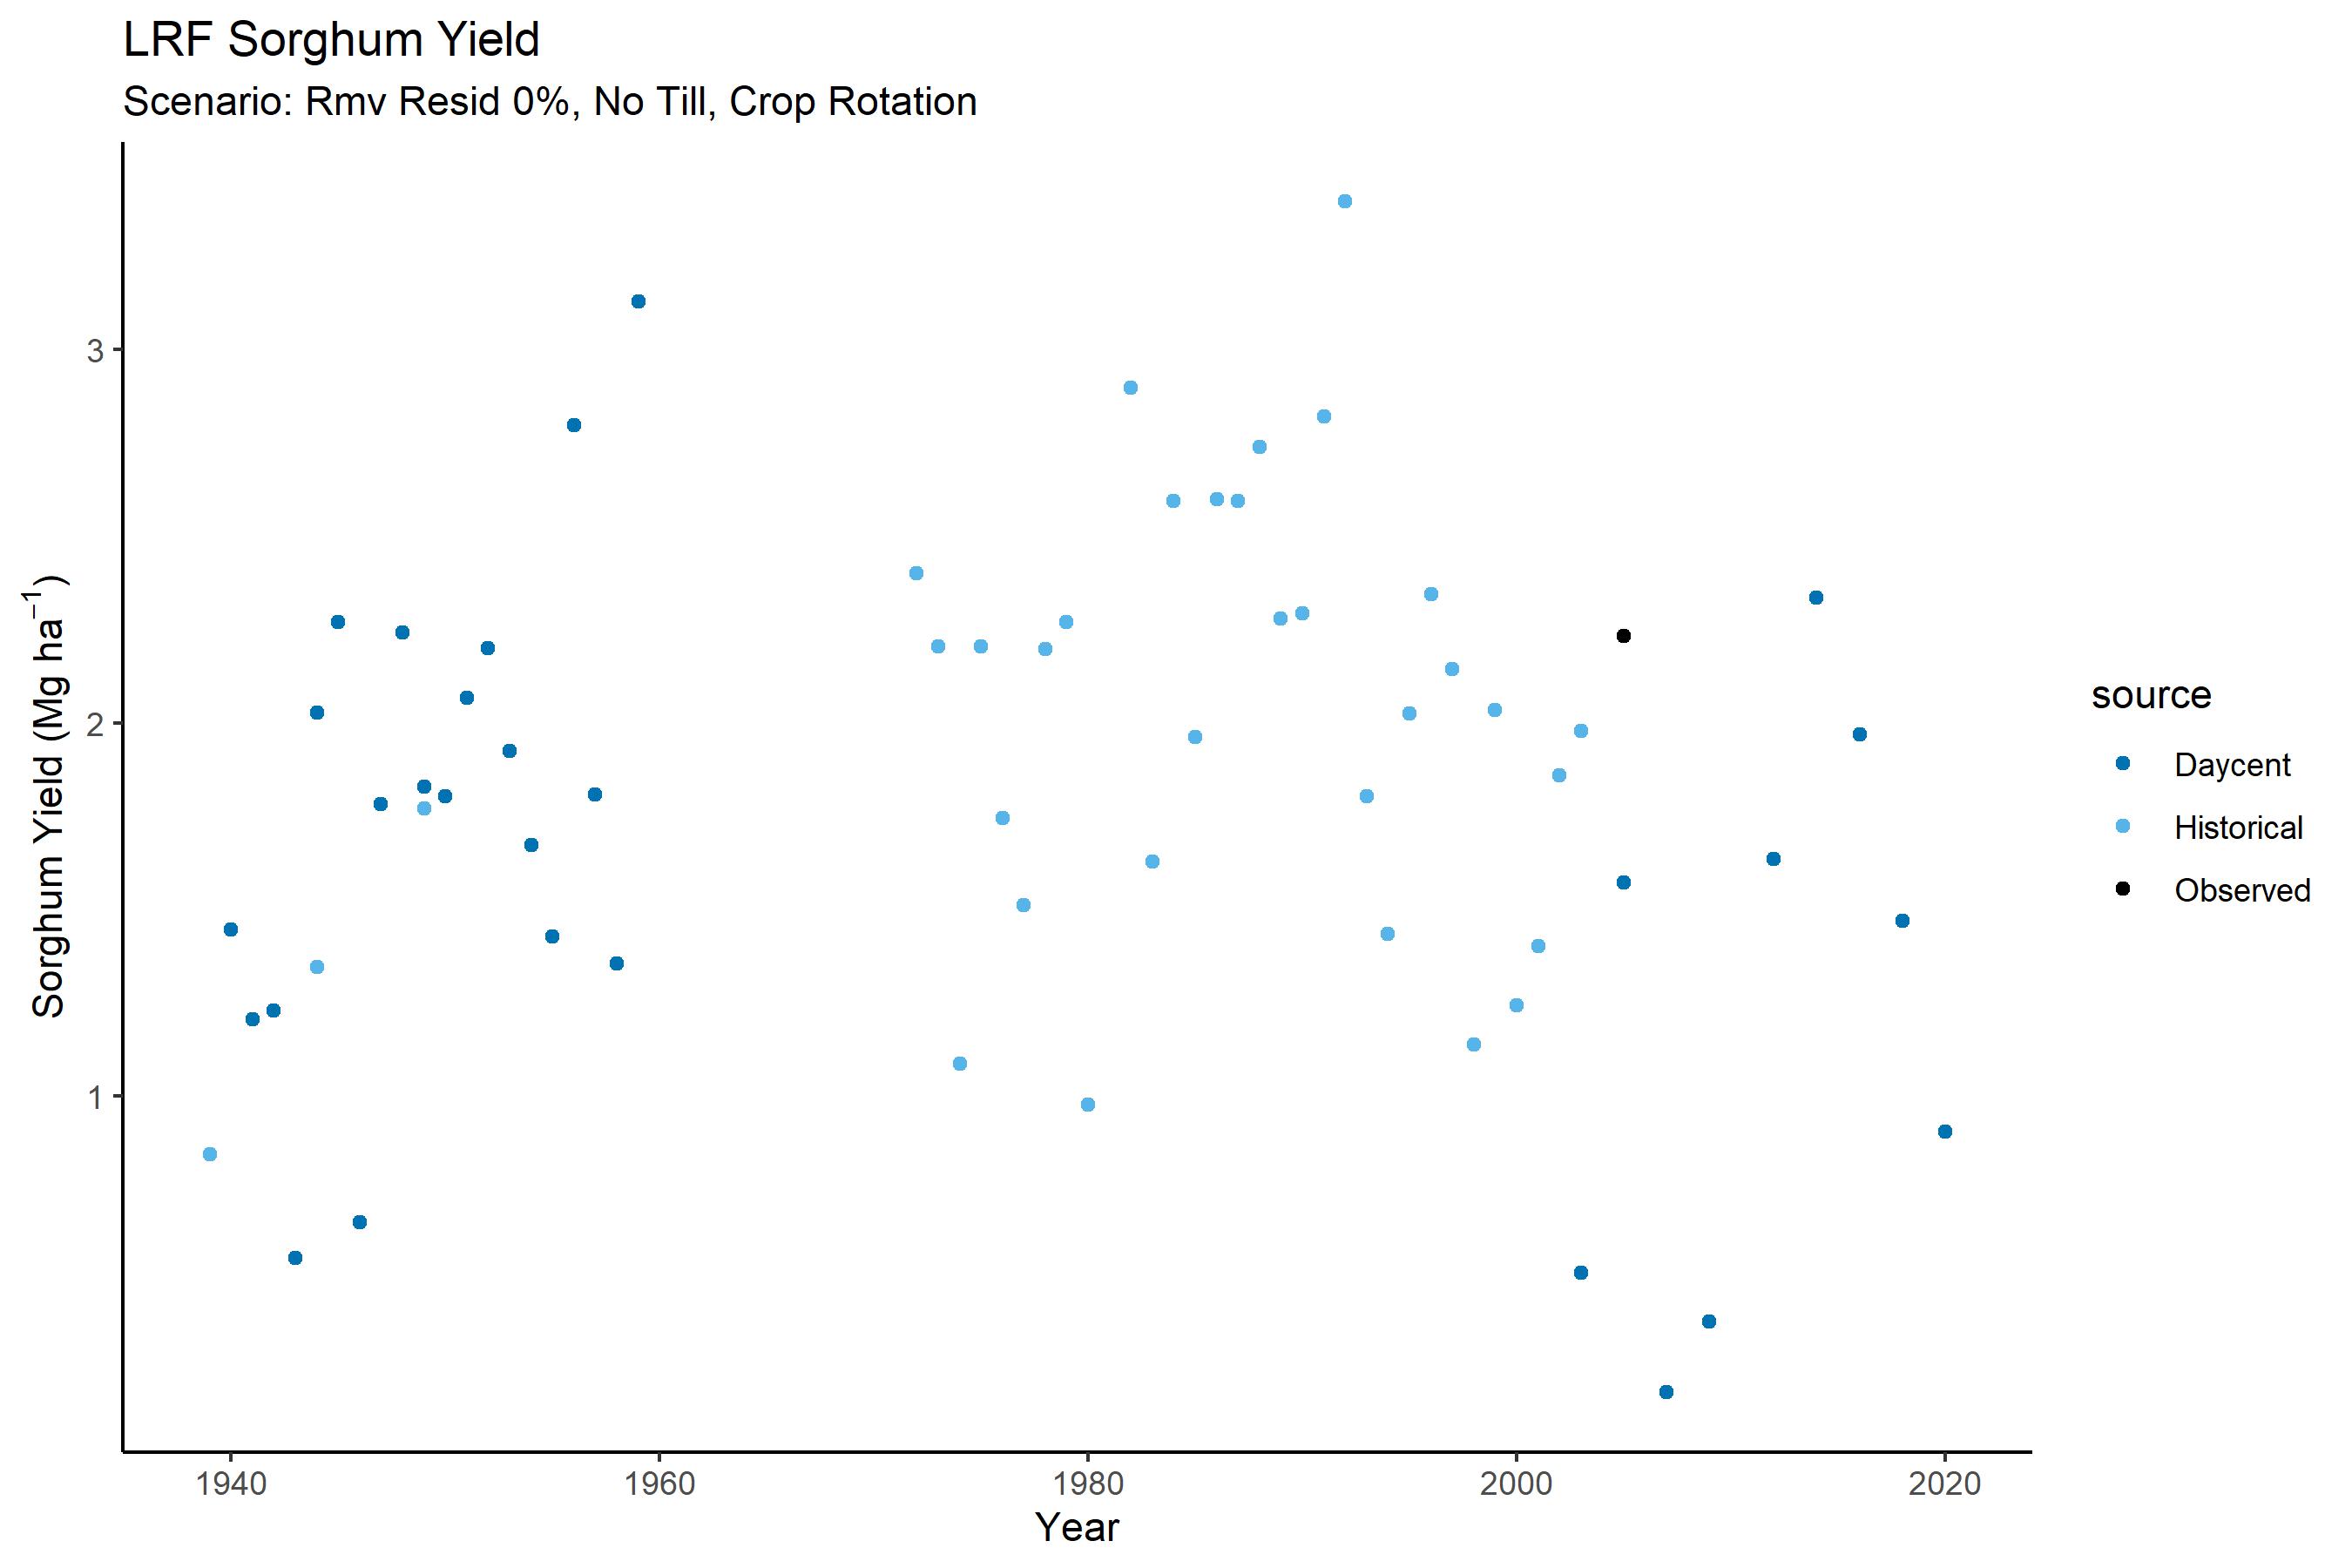 LRF Sorghum Yield
Scenario: Rmv Resid 0%, No Till, Crop Rotation
Sorghum Yield (Mg ha⁻¹)
3
2
1
1940 1960 1980 2000 2020
Year
source
Daycent
Historical
Observed